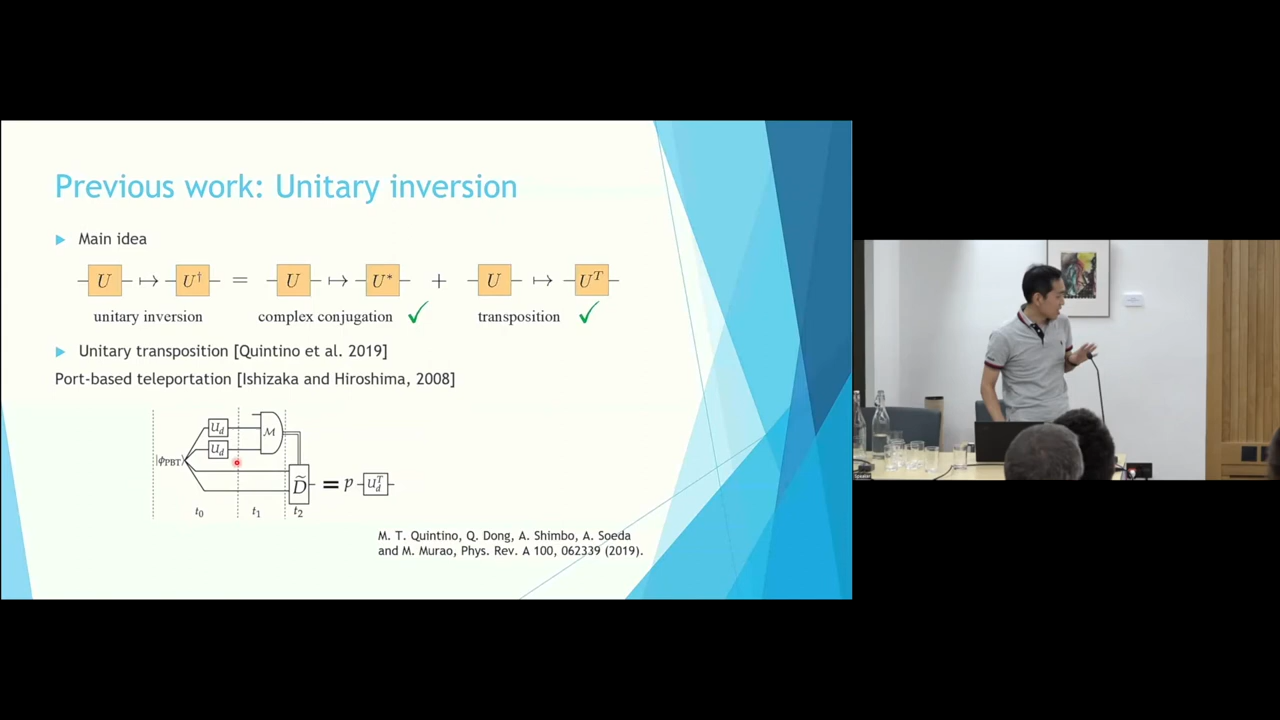 Previous work: Unitary inversion
Main idea
U ↦ U† = U ↦ U* + U ↦ Uᵀ
unitary inversion complex conjugation ✓ transposition ✓
Unitary transposition [Quintino et al. 2019]
Port-based teleportation [Ishizaka and Hiroshima, 2008]
|ϕPBT⟩ U_d U_d M D̃ = p U_d^T
t₀ t₁ t₂
M. T. Quintino, Q. Dong, A. Shimbo, A. Soeda
and M. Murao, Phys. Rev. A 100, 062339 (2019).
Speaker